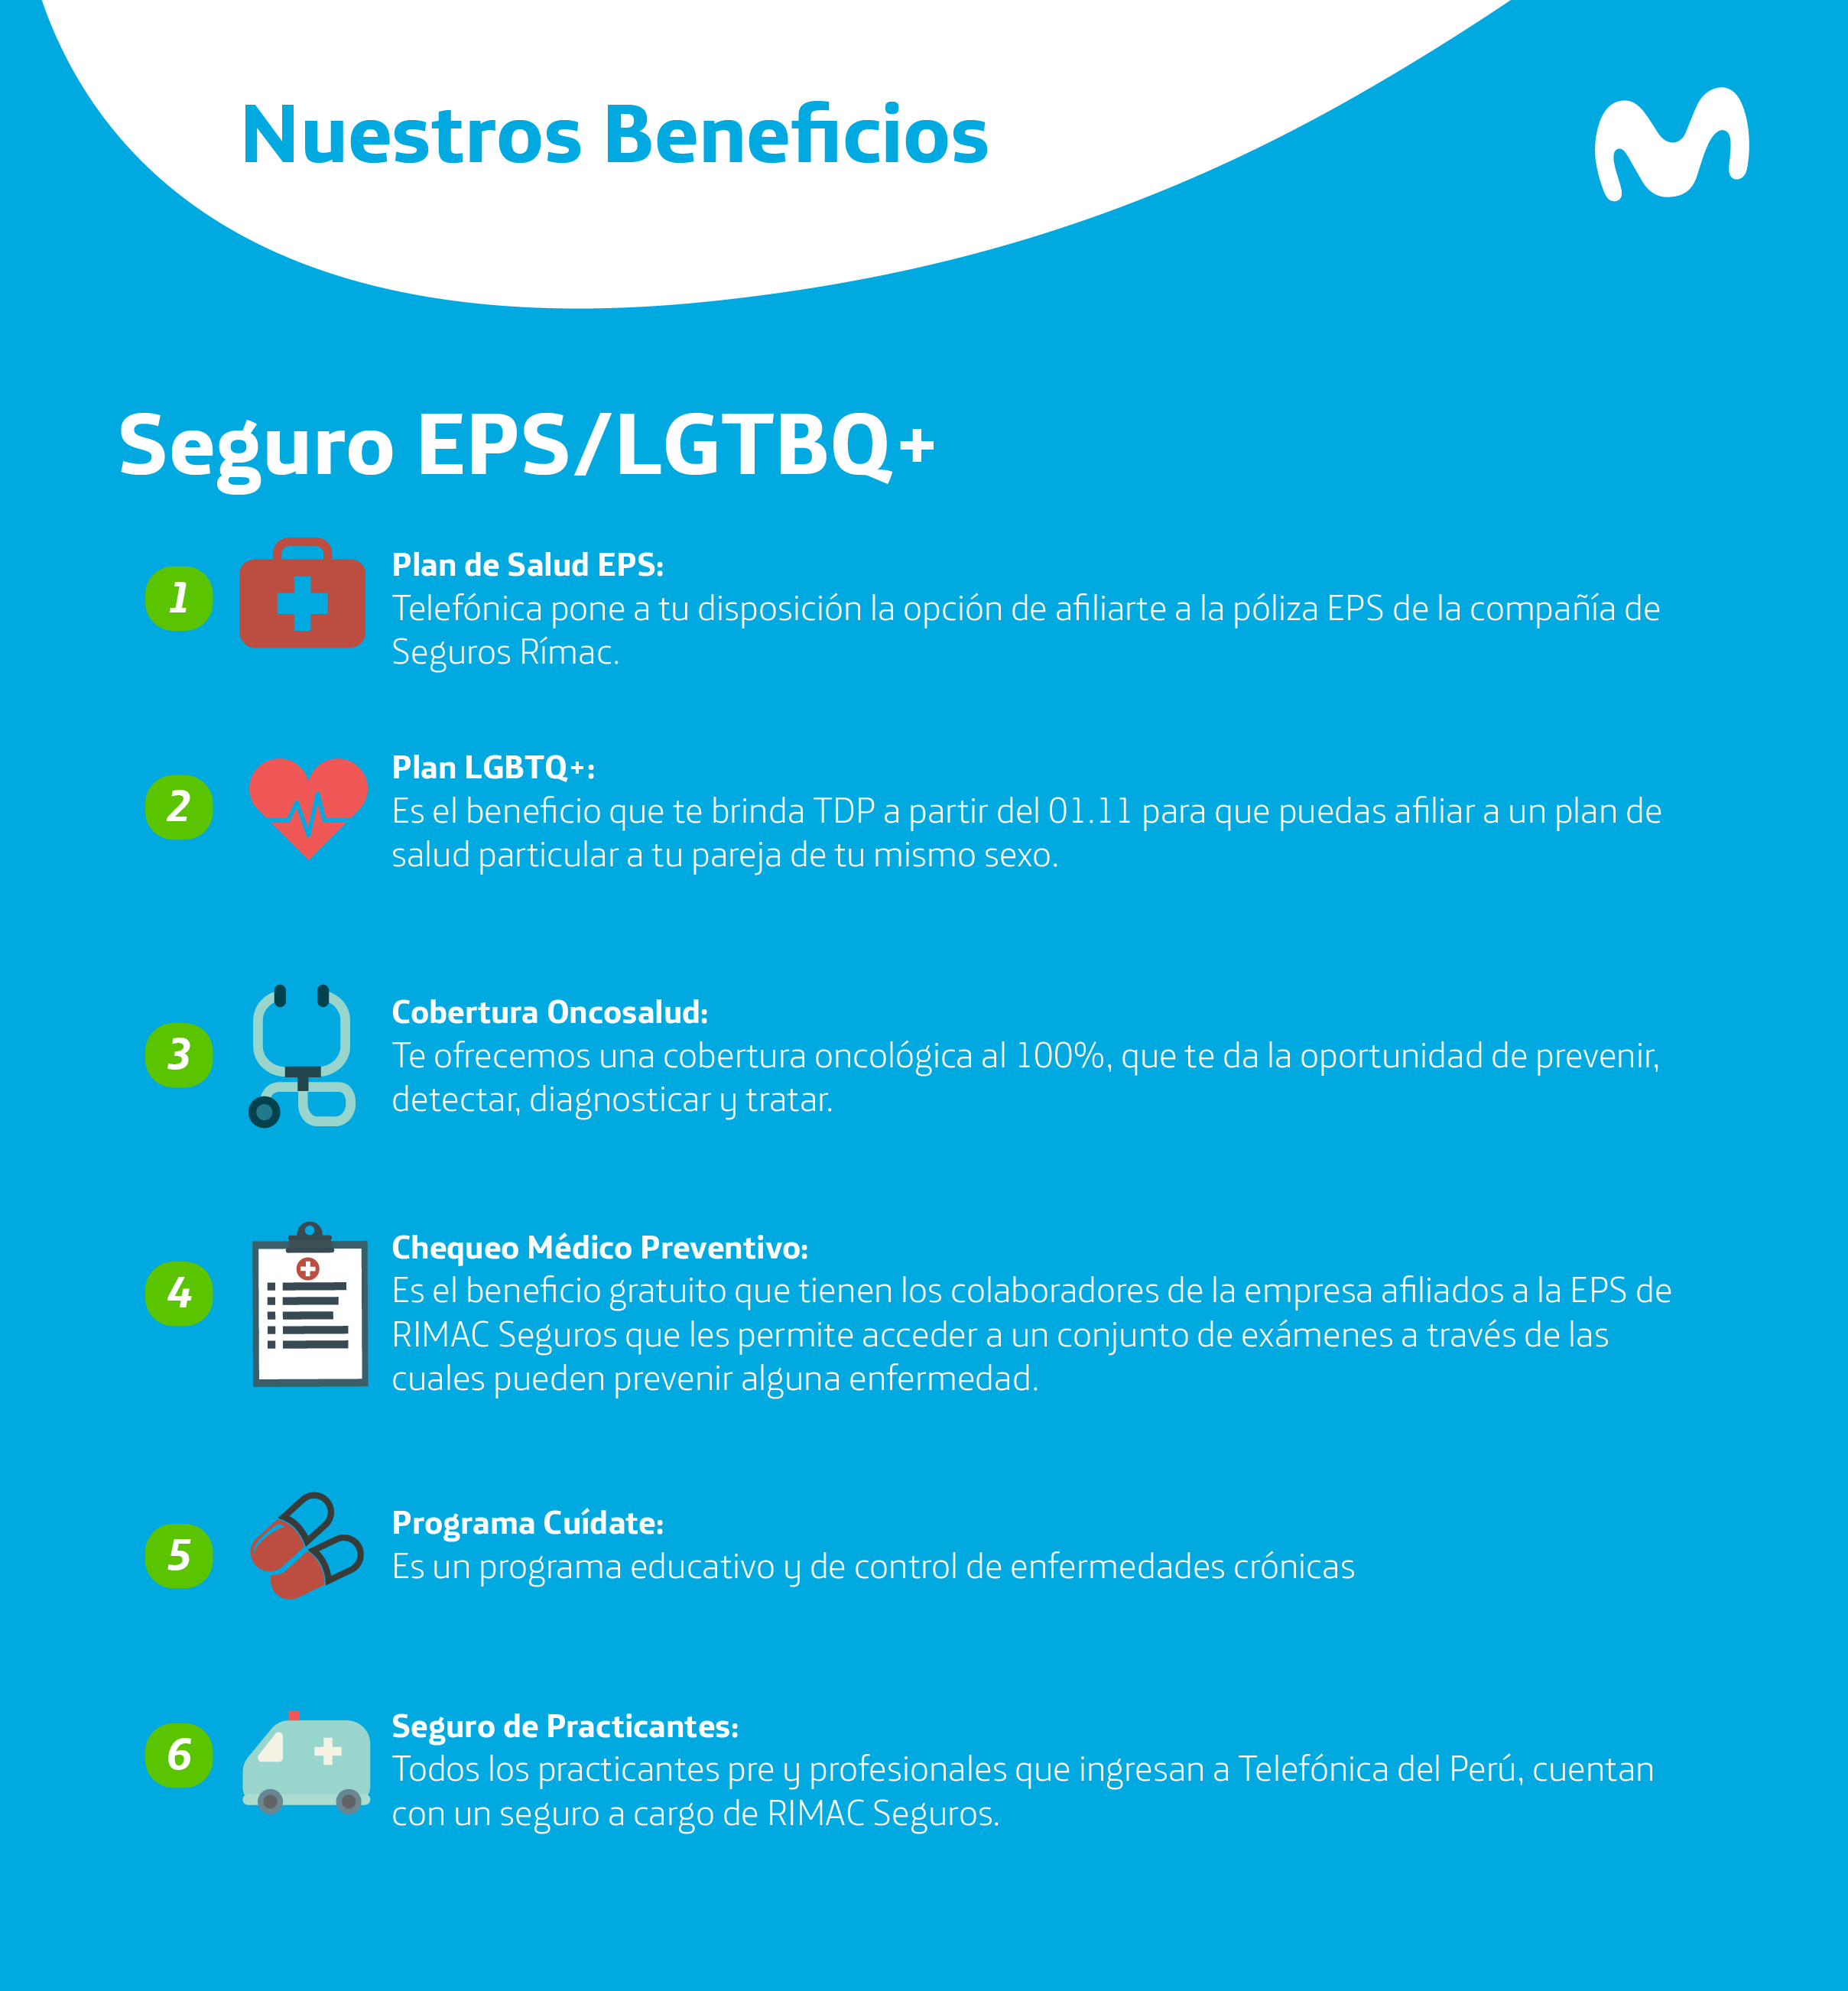 Nuestros Beneficios
Seguro EPS/LGTBQ+
1
Plan de Salud EPS:
Telefónica pone a tu disposición la opción de afiliarte a la póliza EPS de la compañía de
Seguros Rímac.
2
Plan LGBTQ+:
Es el beneficio que te brinda TDP a partir del 01.11 para que puedas afiliar a un plan de
salud particular a tu pareja de tu mismo sexo.
3
Cobertura Oncosalud:
Te ofrecemos una cobertura oncológica al 100%, que te da la oportunidad de prevenir,
detectar, diagnosticar y tratar.
4
Chequeo Médico Preventivo:
Es el beneficio gratuito que tienen los colaboradores de la empresa afiliados a la EPS de
RIMAC Seguros que les permite acceder a un conjunto de exámenes a través de las
cuales pueden prevenir alguna enfermedad.
5
Programa Cuídate:
Es un programa educativo y de control de enfermedades crónicas
6
Seguro de Practicantes:
Todos los practicantes pre y profesionales que ingresan a Telefónica del Perú, cuentan
con un seguro a cargo de RIMAC Seguros.